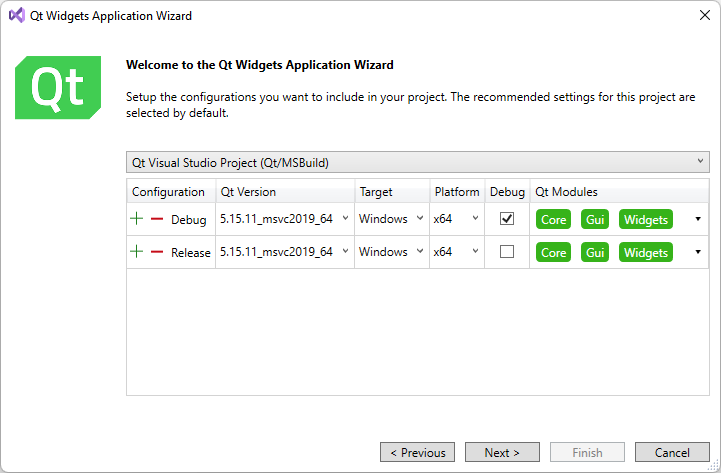 Qt Widgets Application Wizard
Qt
Welcome to the Qt Widgets Application Wizard
Setup the configurations you want to include in your project. The recommended settings for this project are
selected by default.
Qt Visual Studio Project (Qt/MSBuild)
Configuration Qt Version Target Platform Debug Qt Modules
Debug 5.15.11_msvc2019_64 Windows x64 Core Gui Widgets
Release 5.15.11_msvc2019_64 Windows x64 Core Gui Widgets
< Previous Next > Finish Cancel